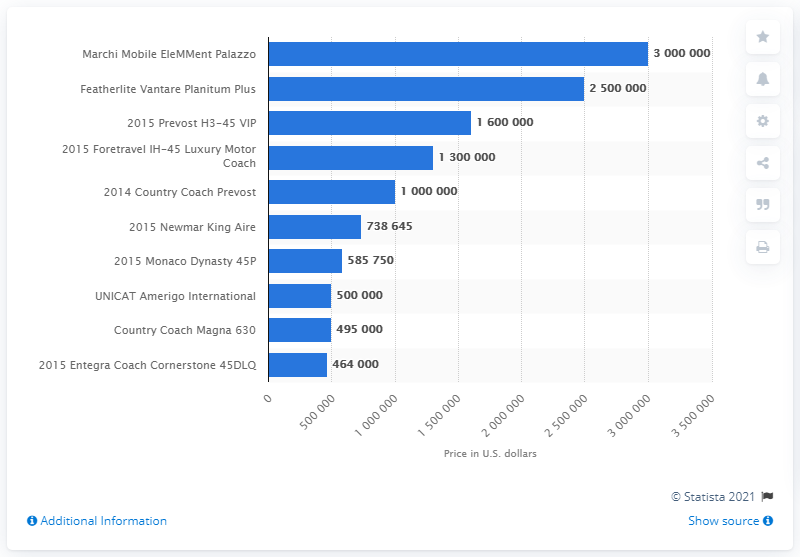 Marchi Mobile EleMMent Palazzo 3 000 000
Featherlite Vantare Planitum Plus 2 500 000
2015 Prevost H3-45 VIP 1 600 000
2015 Foretravel IH-45 Luxury Motor
Coach 1 300 000
2014 Country Coach Prevost 1 000 000
2015 Newmar King Aire 738 645
2015 Monaco Dynasty 45P 585 750
UNICAT Amerigo International 500 000
Country Coach Magna 630 495 000
2015 Entegra Coach Cornerstone 45DLQ 464 000
0 500 000 1 000 000 1 500 000 2 000 000 2 500 000 3 000 000 3 500 000
Price in U.S. dollars
© Statista 2021
Additional Information Show source